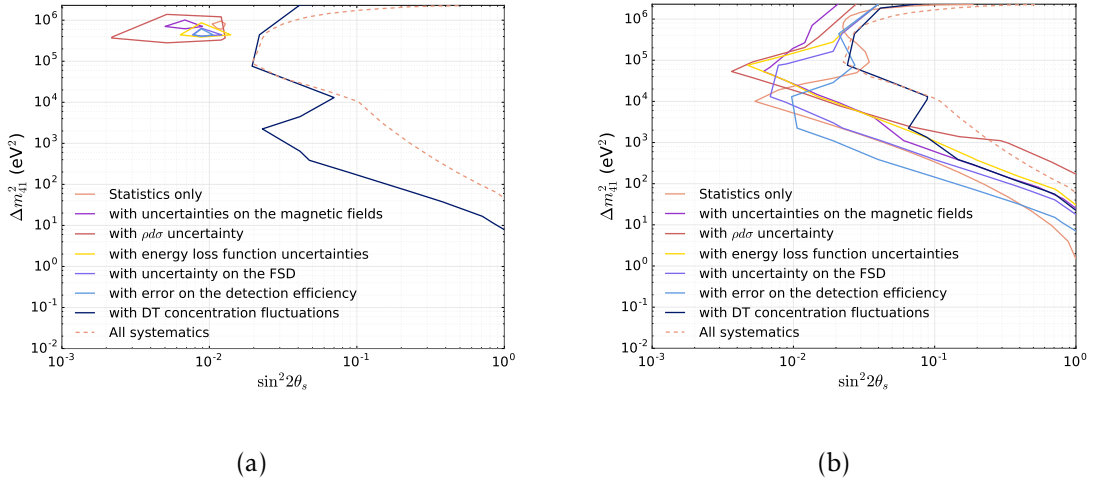 10^6
10^5
10^4
10^3
10^2
10^1
10^0
10^-1
10^-2
Δm²₄₁ (eV²)
Statistics only
with uncertainties on the magnetic fields
with ρdσ uncertainty
with energy loss function uncertainties
with uncertainty on the FSD
with error on the detection efficiency
with DT concentration fluctuations
All systematics
10^-3 10^-2 10^-1 10^0
sin²2θₛ
(a)
10^6
10^5
10^4
10^3
10^2
10^1
10^0
10^-1
10^-2
Δm²₄₁ (eV²)
Statistics only
with uncertainties on the magnetic fields
with ρdσ uncertainty
with energy loss function uncertainties
with uncertainty on the FSD
with error on the detection efficiency
with DT concentration fluctuations
All systematics
10^-3 10^-2 10^-1 10^0
sin²2θₛ
(b)